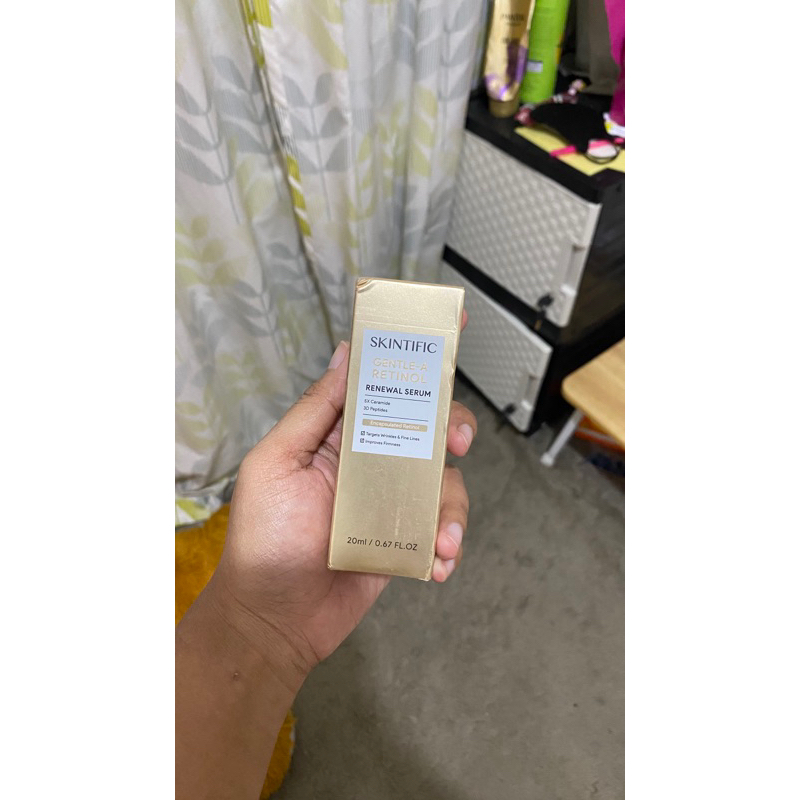 SKINTIFIC
GENTLE-A
RETINOL
RENEWAL SERUM
5X Ceramide
3D Peptides
Encapsulated Retinol
Targets Wrinkles & Fine Lines
Improves Firmness
20ml / 0.67 FL.OZ